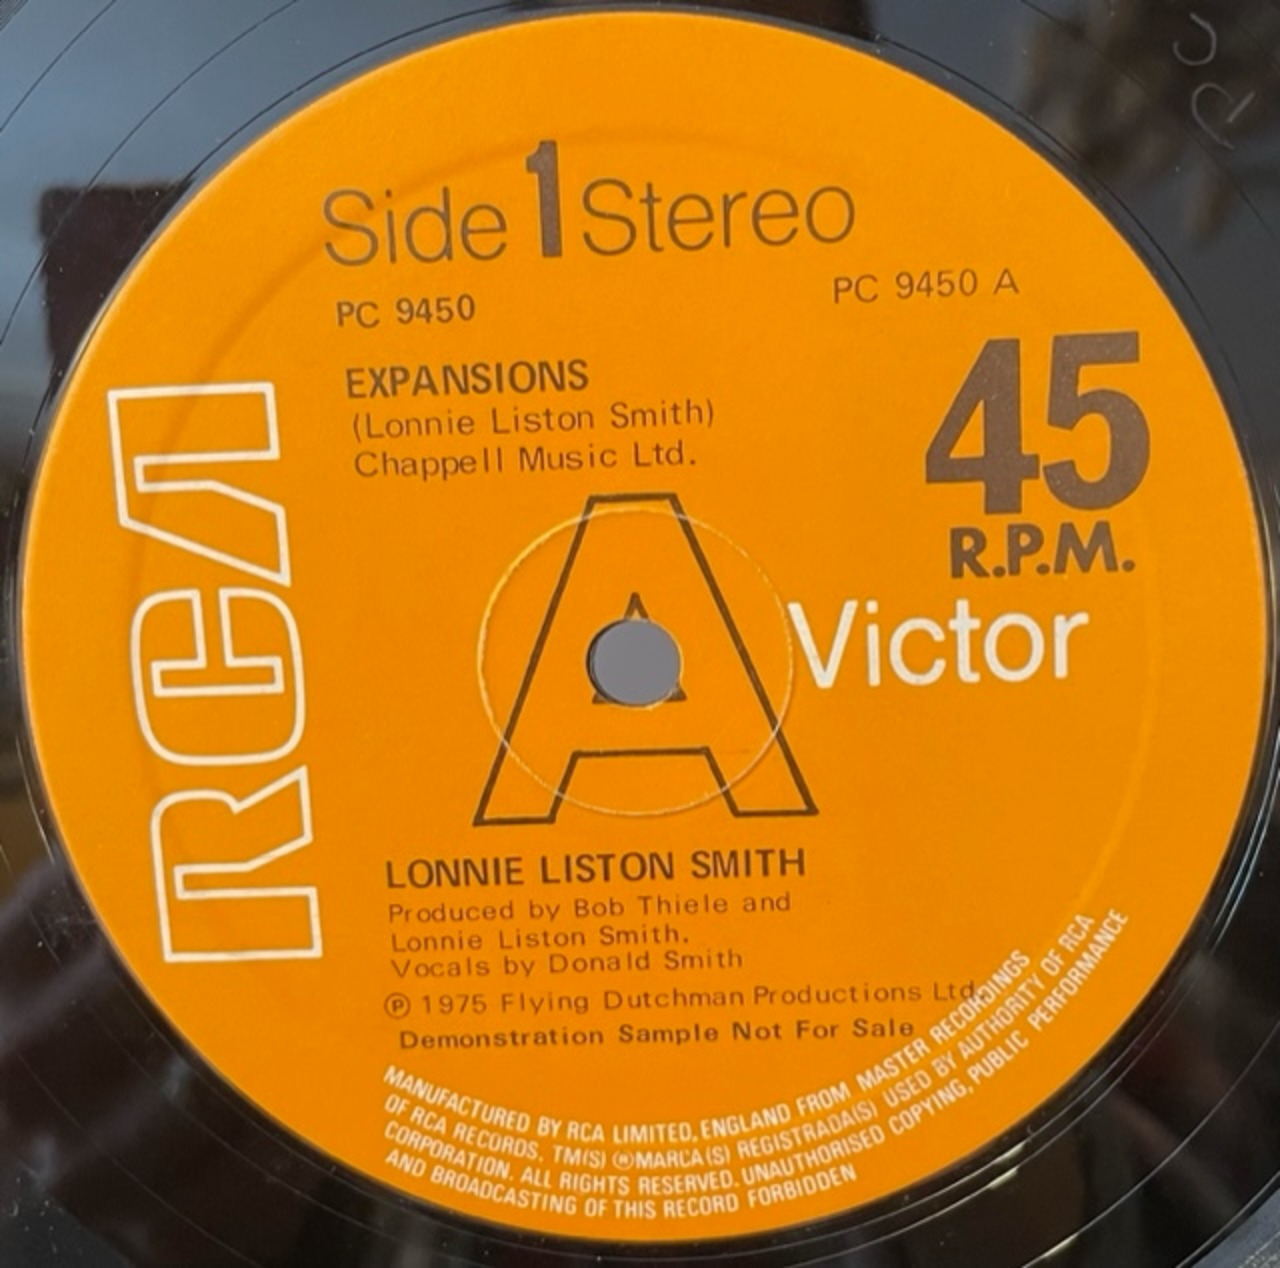 Side 1 Stereo
PC 9450
PC 9450 A
EXPANSIONS
(Lonnie Liston Smith)
Chappell Music Ltd.
45
R.P.M.
RCA
A
Victor
LONNIE LISTON SMITH
Produced by Bob Thiele and
Lonnie Liston Smith.
Vocals by Donald Smith
℗ 1975 Flying Dutchman Productions Ltd.
Demonstration Sample Not For Sale
MANUFACTURED BY RCA LIMITED, ENGLAND FROM MASTER RECORDINGS
OF RCA RECORDS. TM(S) ®MARCA(S) REGISTRADA(S) USED BY AUTHORITY OF RCA
CORPORATION. ALL RIGHTS RESERVED. UNAUTHORISED COPYING, PUBLIC PERFORMANCE
AND BROADCASTING OF THIS RECORD FORBIDDEN